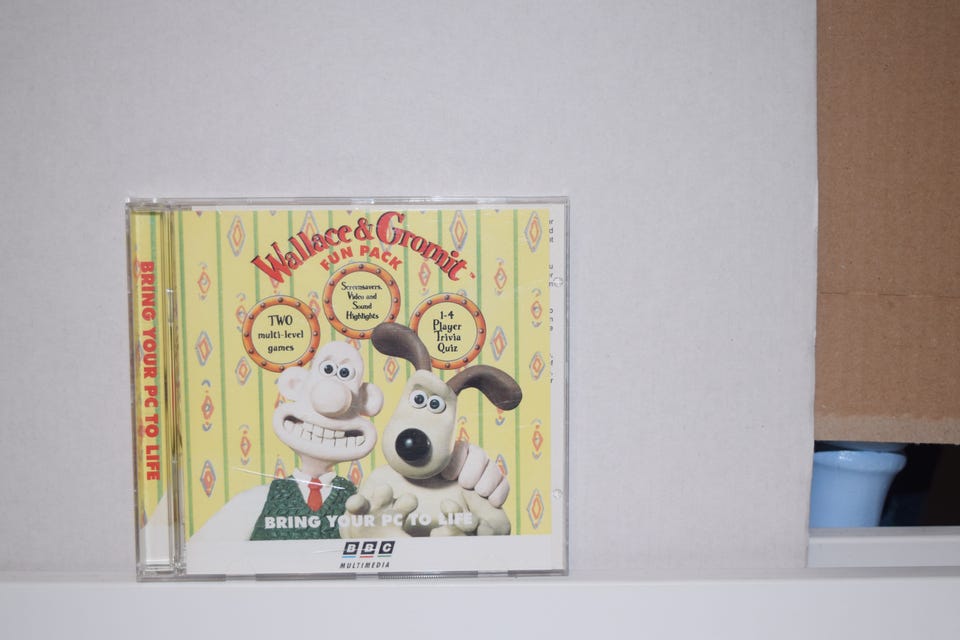 BRING YOUR PC TO LIFE
Wallace & Gromit ™
FUN PACK
TWO
multi-level
games
Screensavers,
Video and
Sound
Highlights
1-4
Player
Trivia
Quiz
BRING YOUR PC TO LIFE
BBC
MULTIMEDIA